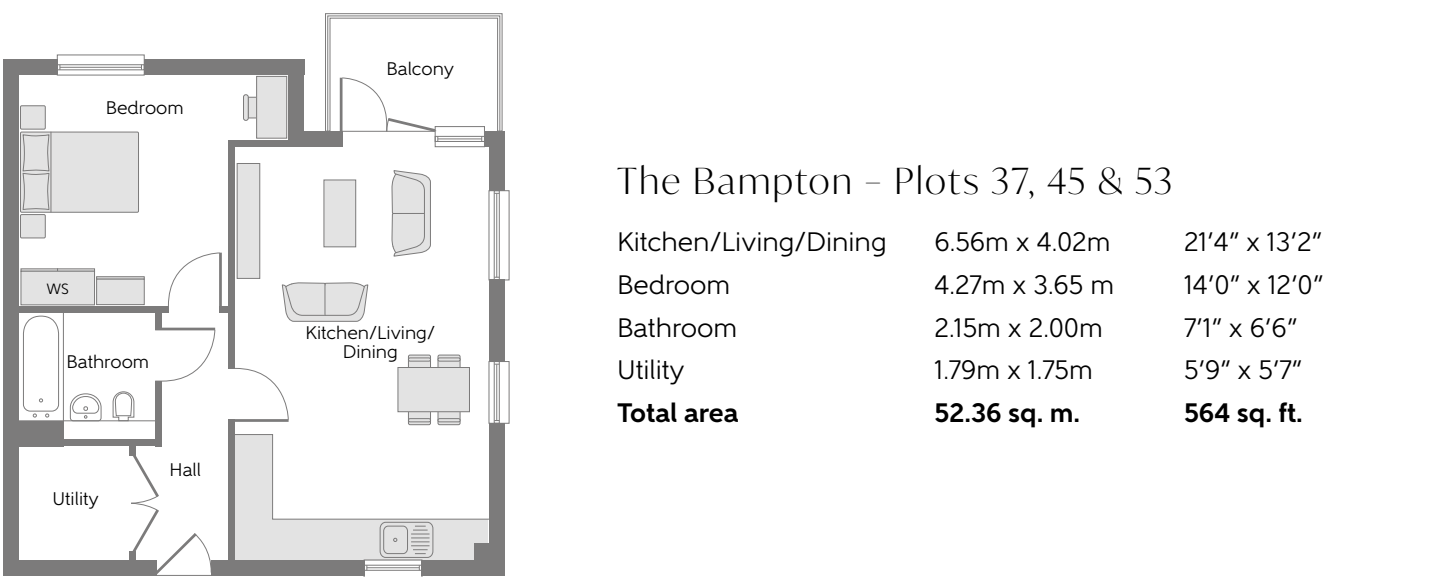 Balcony
Bedroom
WS
Kitchen/Living/
Dining
Bathroom
Hall
Utility
The Bampton – Plots 37, 45 & 53
Kitchen/Living/Dining 6.56m x 4.02m 21′4″ x 13′2″
Bedroom 4.27m x 3.65 m 14′0″ x 12′0″
Bathroom 2.15m x 2.00m 7′1″ x 6′6″
Utility 1.79m x 1.75m 5′9″ x 5′7″
Total area 52.36 sq. m. 564 sq. ft.